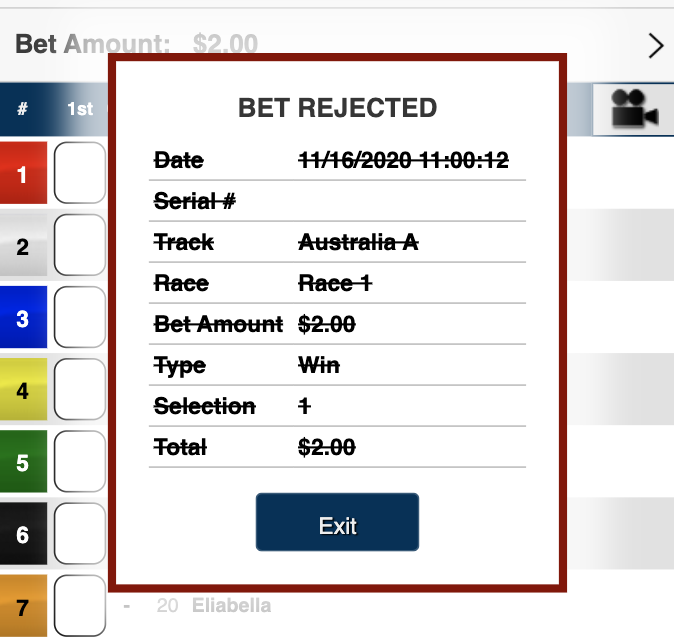 Bet Amount: $2.00
# 1st
BET REJECTED
Date 11/16/2020 11:00:12
Serial #
Track Australia A
Race Race 1
Bet Amount $2.00
Type Win
Selection 1
Total $2.00
Exit
1
2
3
4
5
6
7 - 20 Eliabella